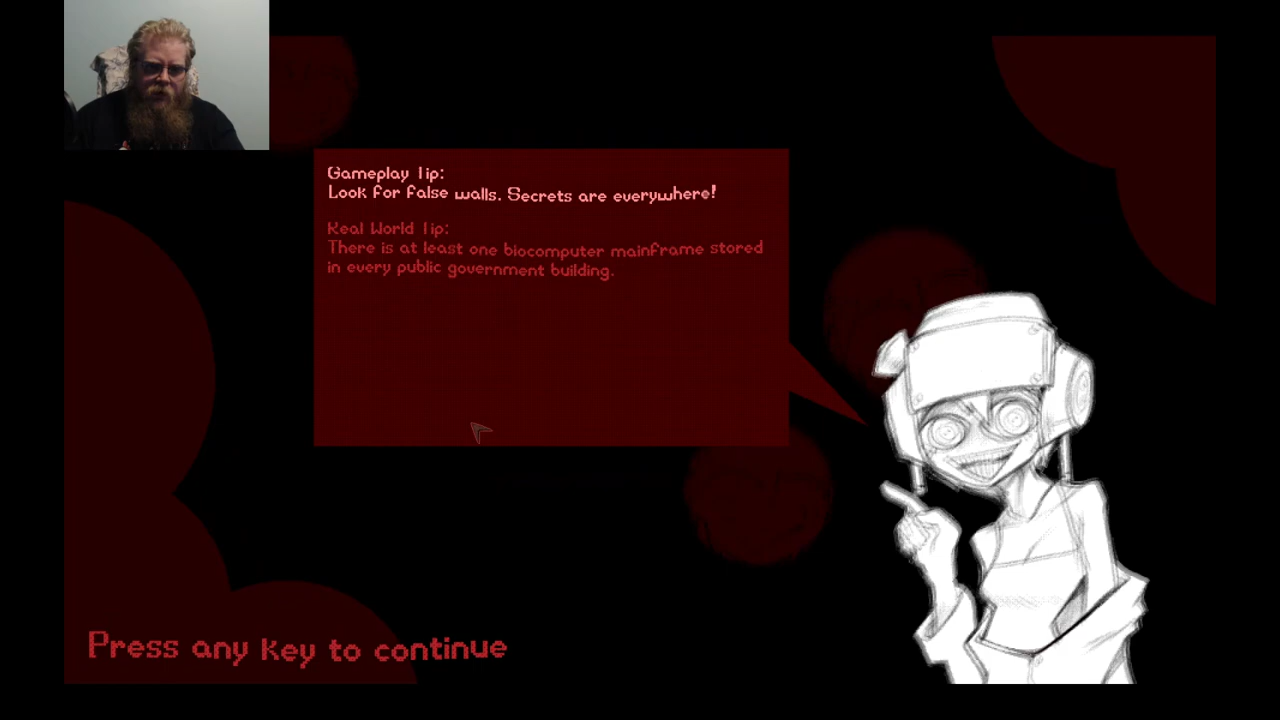 Gameplay Tip:
Look for false walls. Secrets are everywhere!
Real World Tip:
There is at least one biocomputer mainframe stored
in every public government building.
Press any key to continue